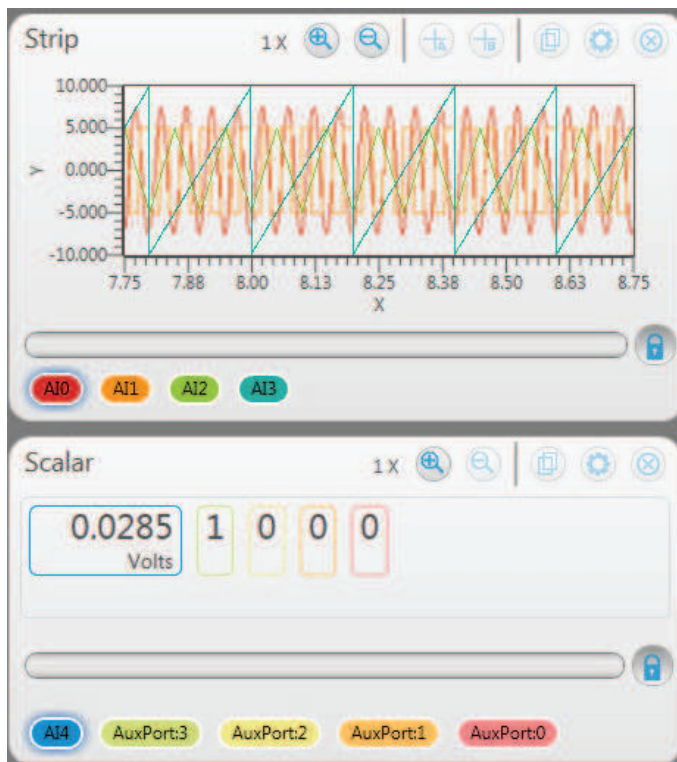 Strip
1 X
A
B
10.000
5.000
0.000
-5.000
-10.000
Y
7.75 7.88 8.00 8.13 8.25 8.38 8.50 8.63 8.75
X
AI0 AI1 AI2 AI3
Scalar
1 X
0.0285 1 0 0 0
Volts
AI4 AuxPort:3 AuxPort:2 AuxPort:1 AuxPort:0